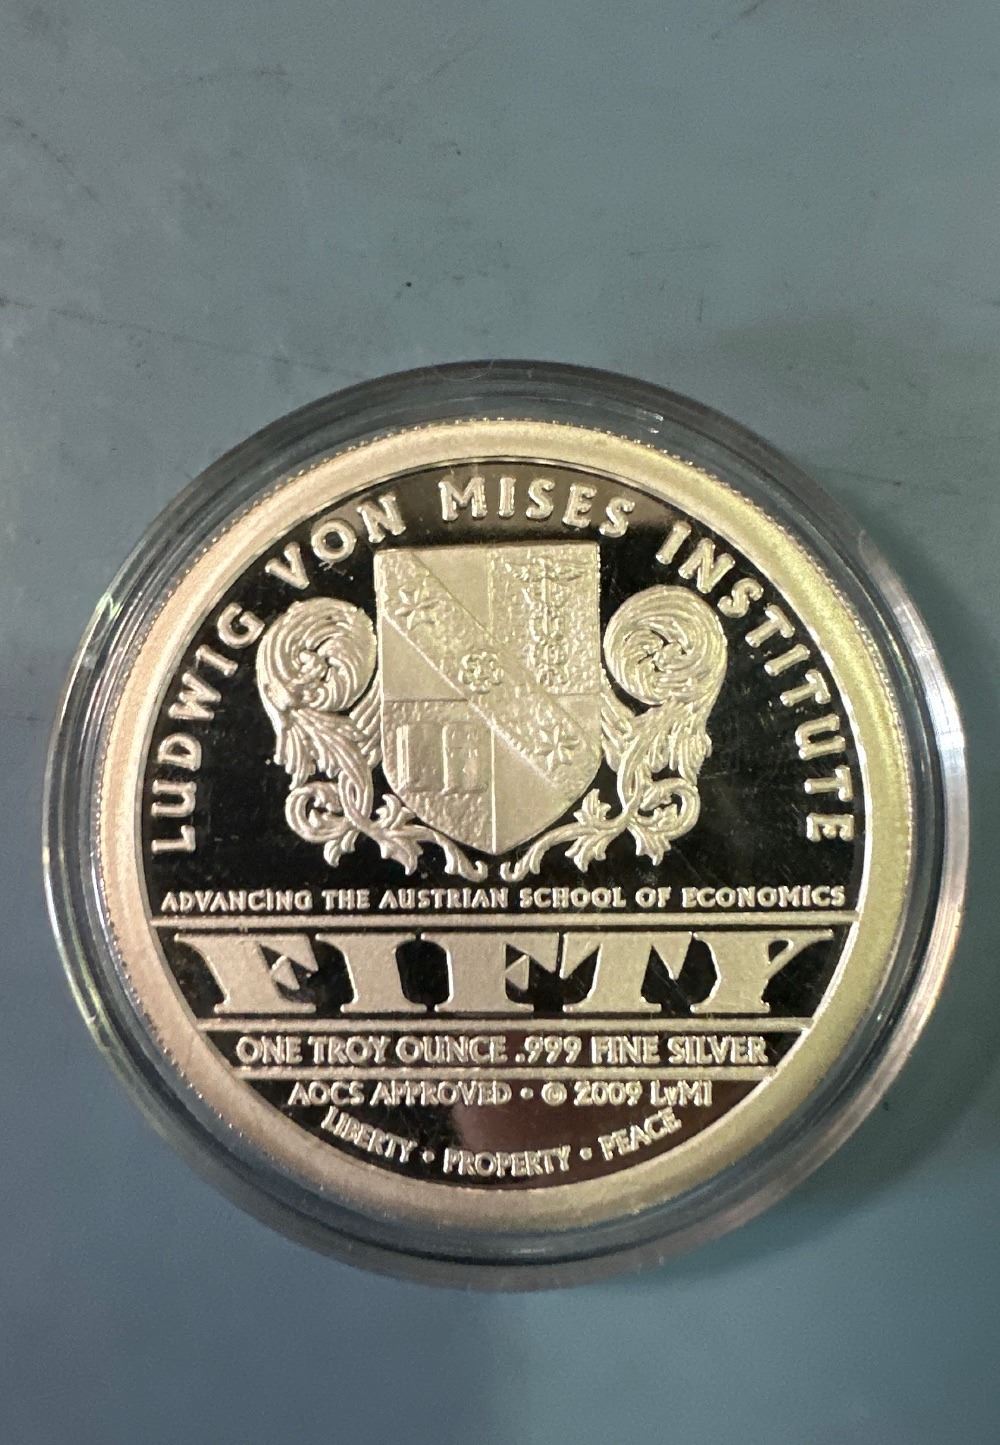 LUDWIG VON MISES INSTITUTE
ADVANCING THE AUSTRIAN SCHOOL OF ECONOMICS
FIFTY
ONE TROY OUNCE .999 FINE SILVER
AOCS APPROVED • © 2009 LvMI
LIBERTY • PROPERTY • PEACE